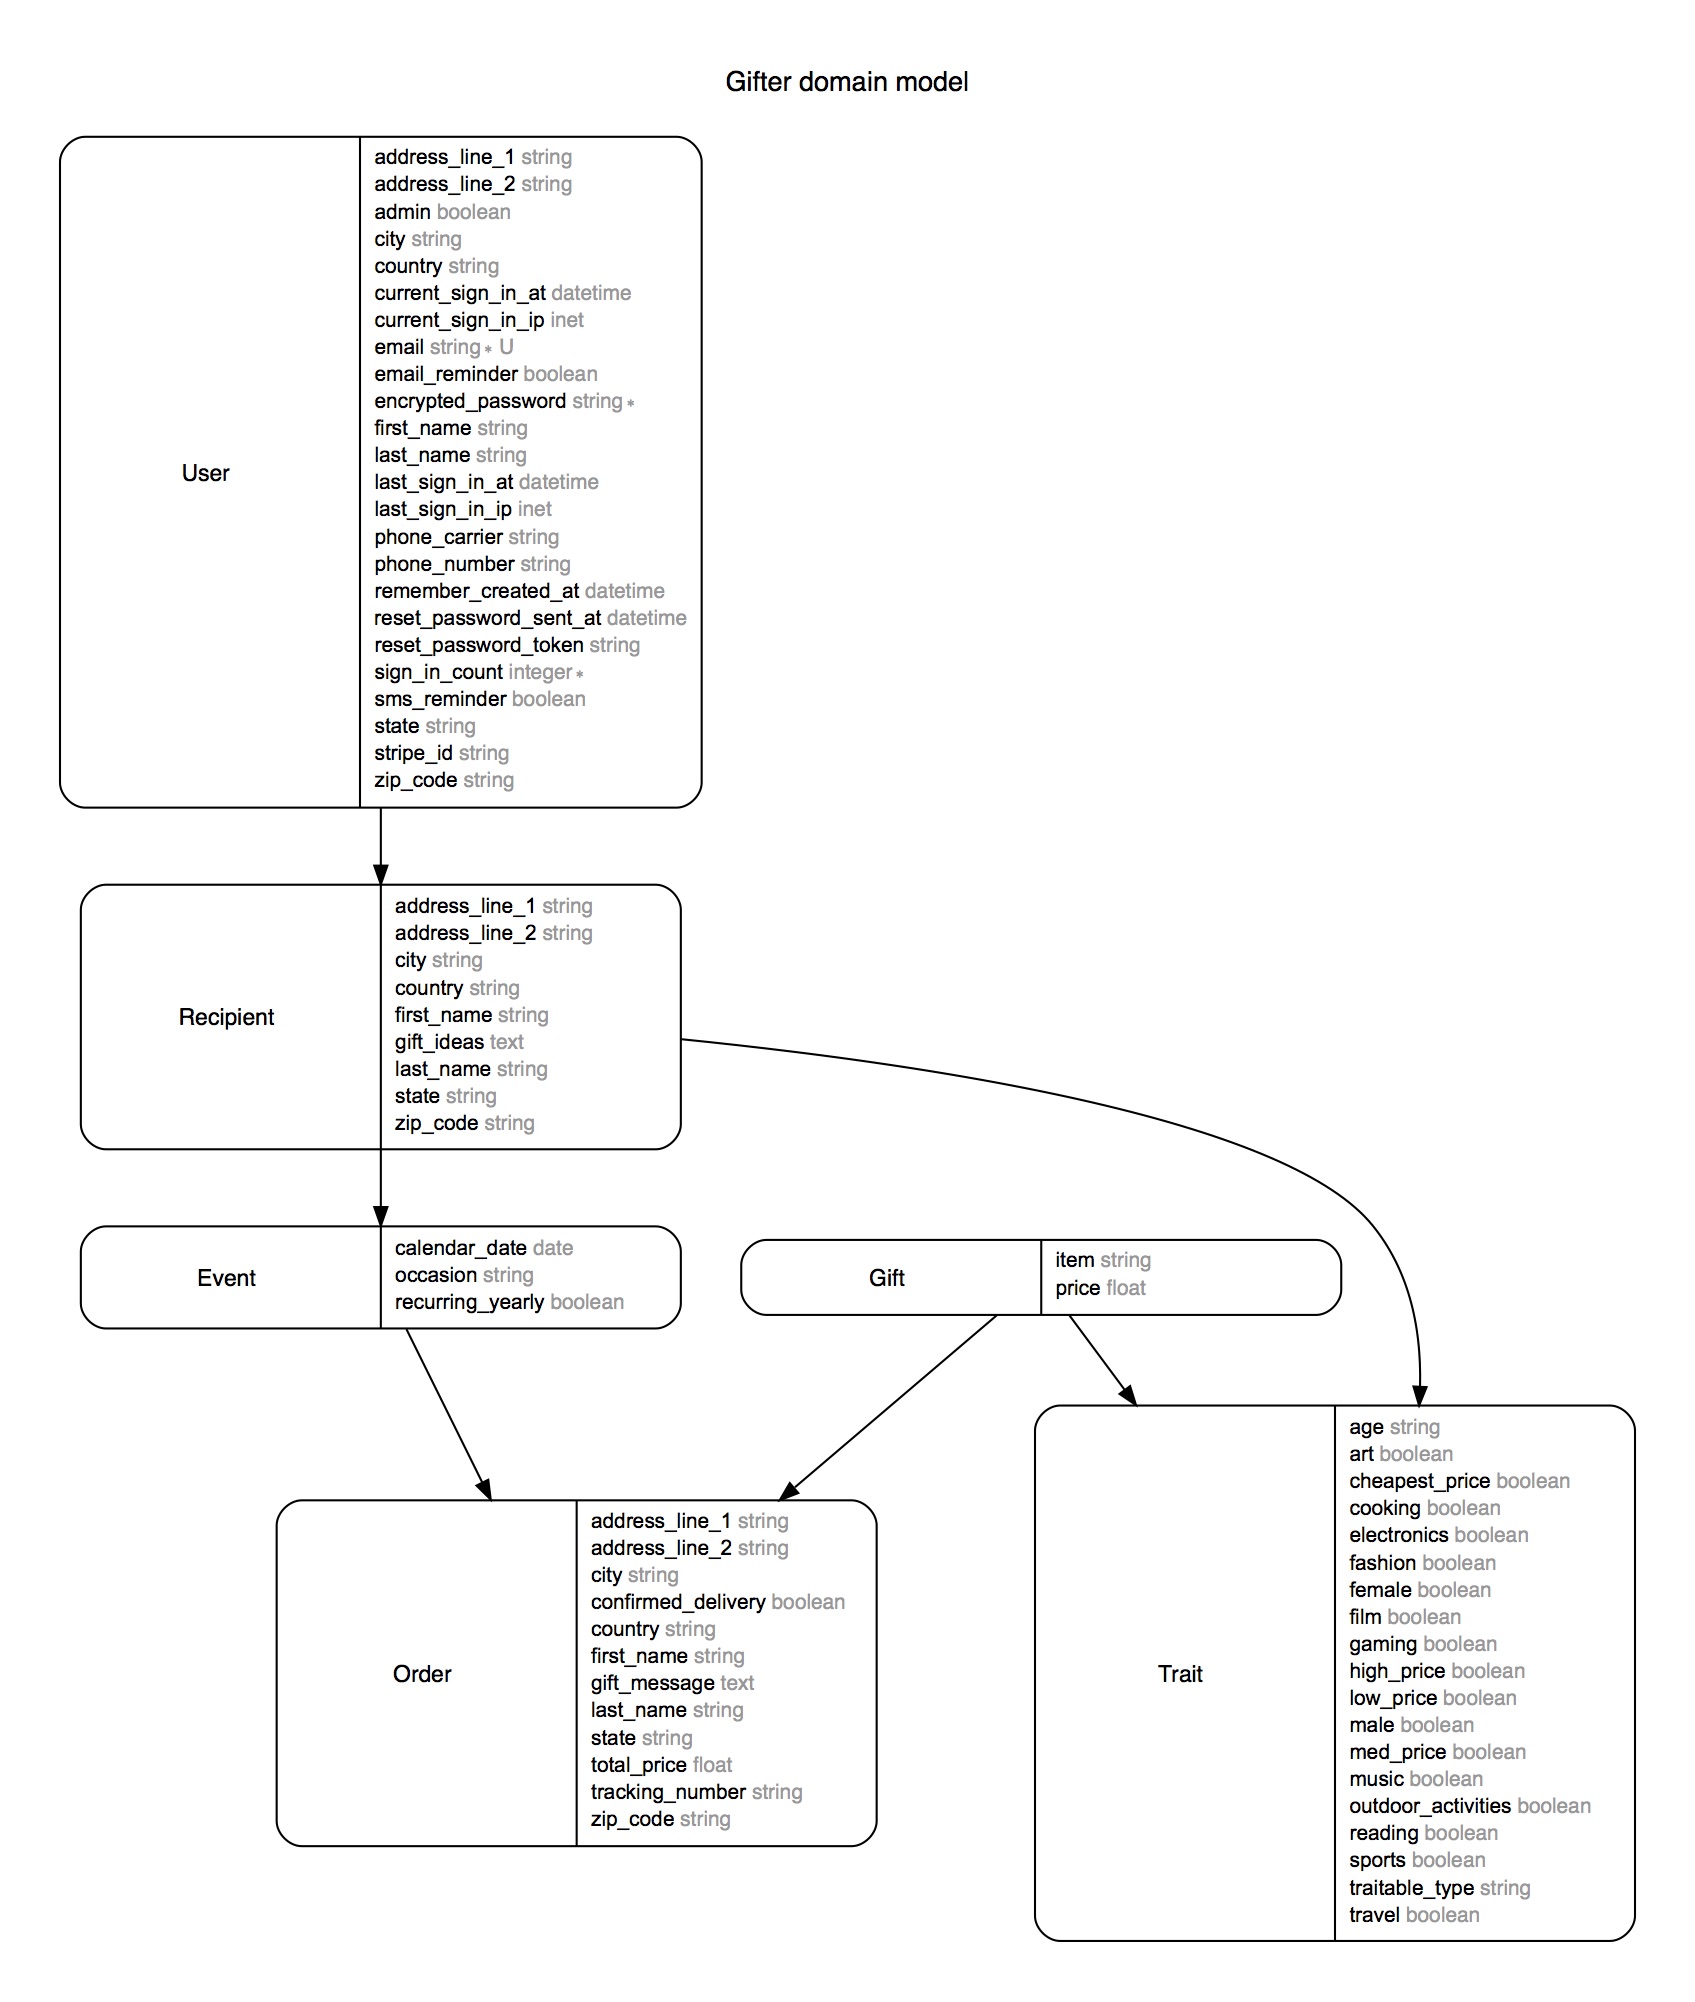 Gifter domain model
User
address_line_1 string
address_line_2 string
admin boolean
city string
country string
current_sign_in_at datetime
current_sign_in_ip inet
email string* U
email_reminder boolean
encrypted_password string*
first_name string
last_name string
last_sign_in_at datetime
last_sign_in_ip inet
phone_carrier string
phone_number string
remember_created_at datetime
reset_password_sent_at datetime
reset_password_token string
sign_in_count integer*
sms_reminder boolean
state string
stripe_id string
zip_code string
Recipient
address_line_1 string
address_line_2 string
city string
country string
first_name string
gift_ideas text
last_name string
state string
zip_code string
Event
calendar_date date
occasion string
recurring_yearly boolean
Gift
item string
price float
Order
address_line_1 string
address_line_2 string
city string
confirmed_delivery boolean
country string
first_name string
gift_message text
last_name string
state string
total_price float
tracking_number string
zip_code string
Trait
age string
art boolean
cheapest_price boolean
cooking boolean
electronics boolean
fashion boolean
female boolean
film boolean
gaming boolean
high_price boolean
low_price boolean
male boolean
med_price boolean
music boolean
outdoor_activities boolean
reading boolean
sports boolean
traitable_type string
travel boolean